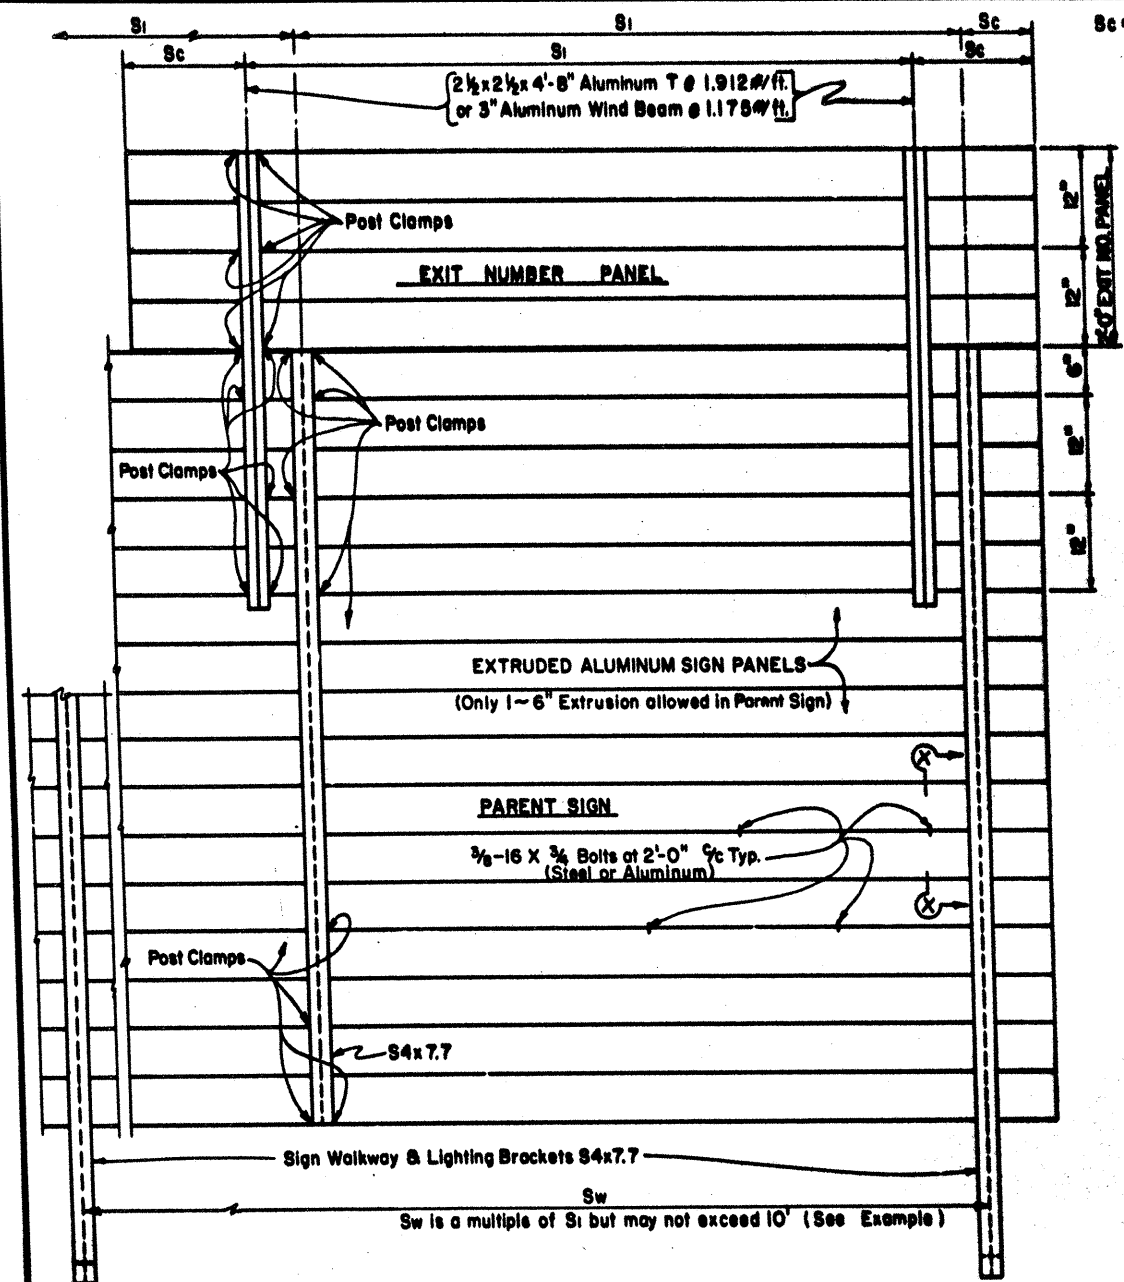 S1
S1
Sc
Sc
Sc
S1
Sc
2½x2½x4'-8" Aluminum T @ 1.912#/ft.
or 3" Aluminum Wind Beam @ 1.175#/ft.
Post Clamps
EXIT NUMBER PANEL
12"
12"
2'-0" EXIT NO. PANEL
6"
12"
12"
Post Clamps
Post Clamps
EXTRUDED ALUMINUM SIGN PANELS
(Only 1~6" Extrusion allowed in Parent Sign)
X
PARENT SIGN
3/8-16 X 3/4 Bolts at 2'-0" c/c Typ.
(Steel or Aluminum)
X
Post Clamps
S4x7.7
Sign Walkway & Lighting Brackets S4x7.7
Sw
Sw is a multiple of S1 but may not exceed 10' (See Example)